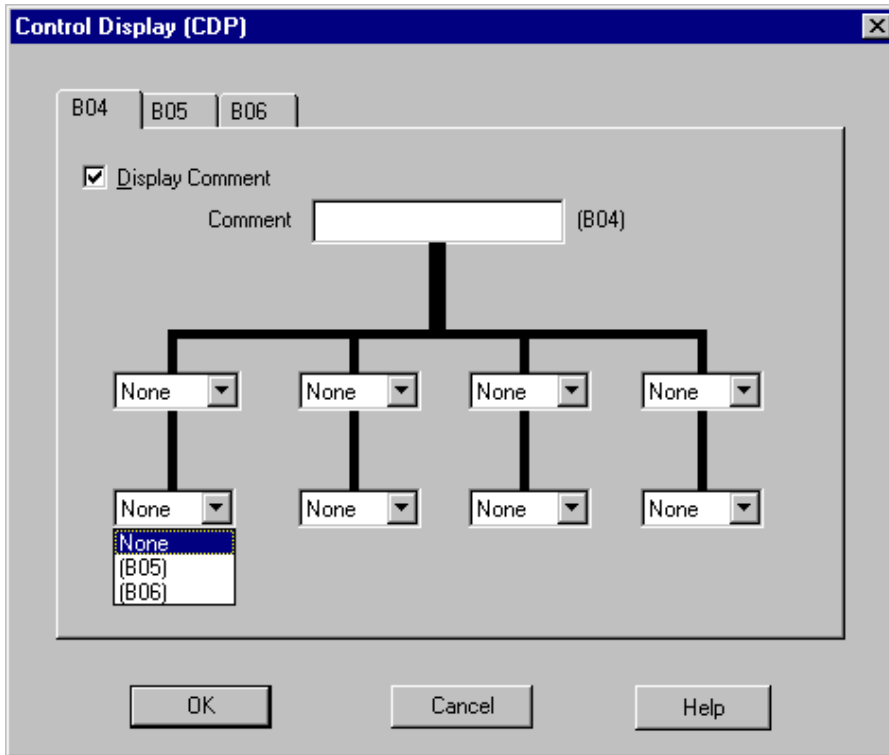 Control Display (CDP)
B04 B05 B06
Display Comment
Comment (B04)
None None None None
None None None None
None
(B05)
(B06)
OK Cancel Help